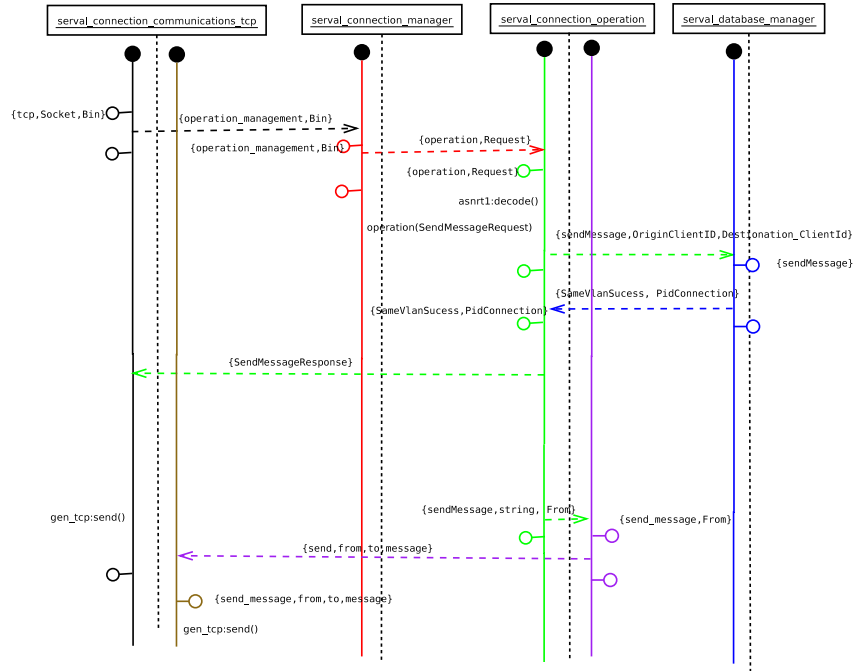 serval_connection_communications_tcp
serval_connection_manager
serval_connection_operation
serval_database_manager
{tcp,Socket,Bin}
{operation_management,Bin}
{operation,Request}
{operation_management,Bin}
{operation,Request}
asnrt1:decode()
operation(SendMessageRequest)
{sendMessage,OriginClientID,Destionation_ClientId}
{sendMessage}
{SameVlanSucess, PidConnection}
{SameVlanSucess,PidConnection}
{SendMessageResponse}
gen_tcp:send()
{sendMessage,string, From}
{send_message,From}
{send,from,to,message}
{send_message,from,to,message}
gen_tcp:send()